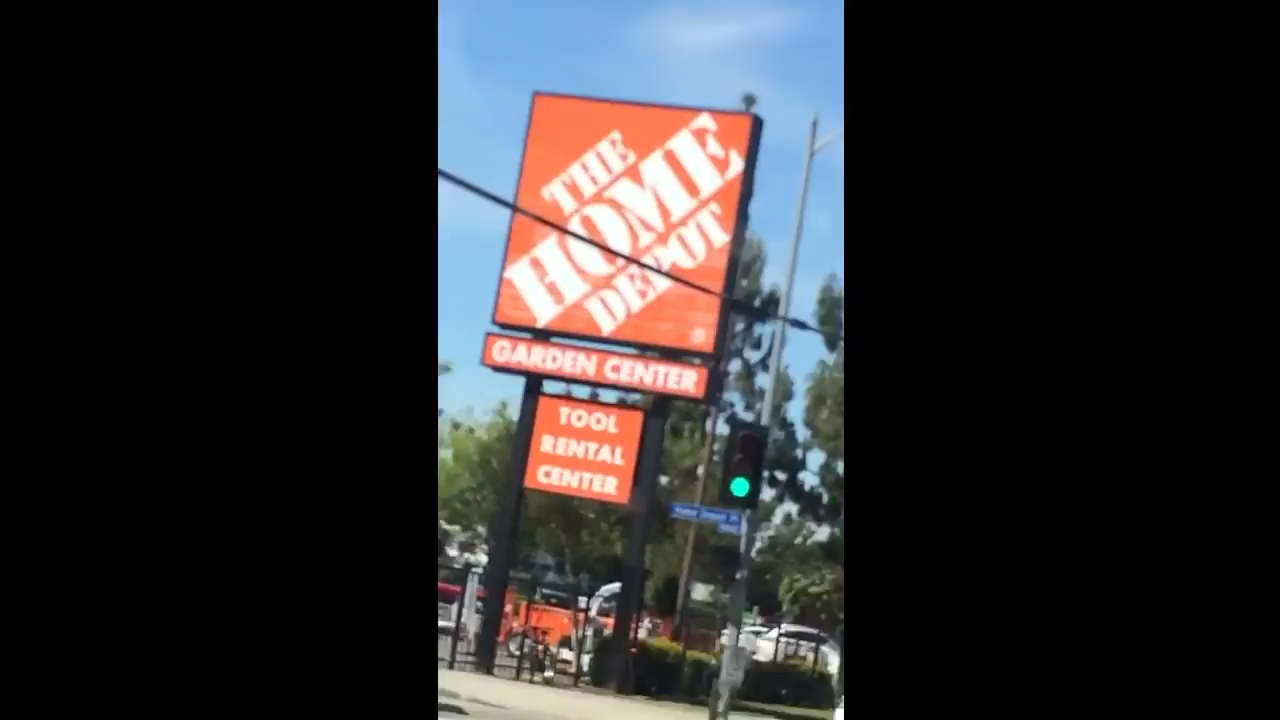 THE
HOME
DEPOT
GARDEN CENTER
TOOL
RENTAL
CENTER